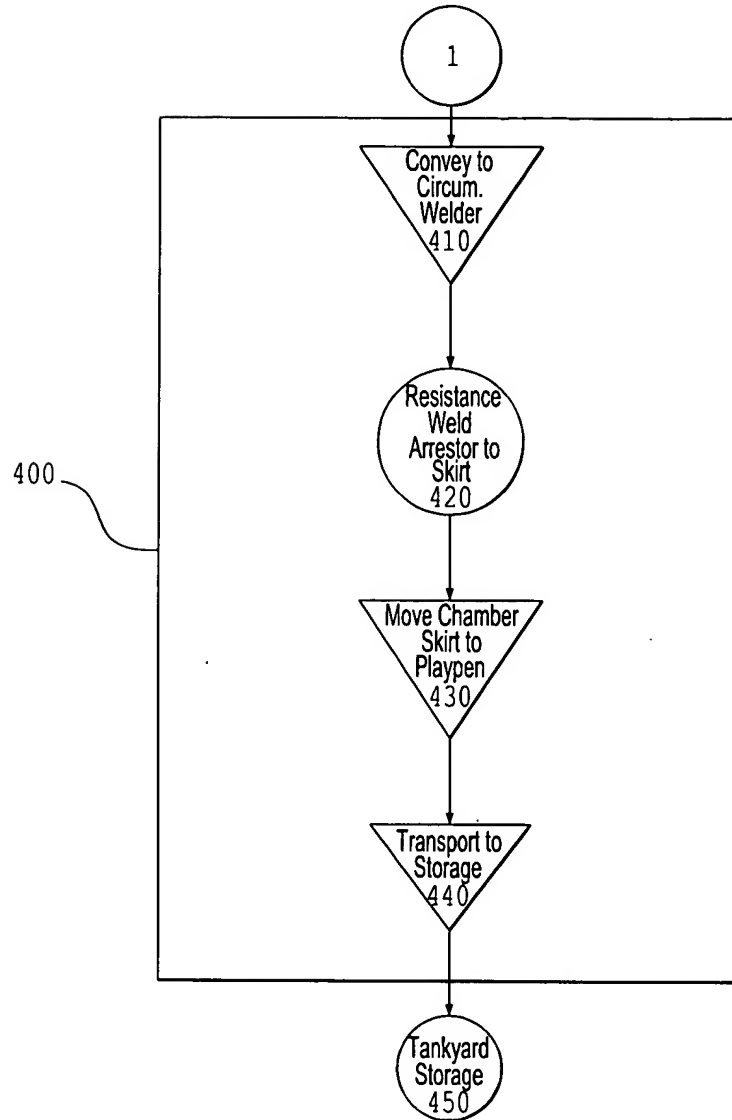 1
Convey to
Circum.
Welder
410
Resistance
Weld
Arrestor to
Skirt
420
400
Move Chamber
Skirt to
Playpen
430
Transport to
Storage
440
Tankyard
Storage
450